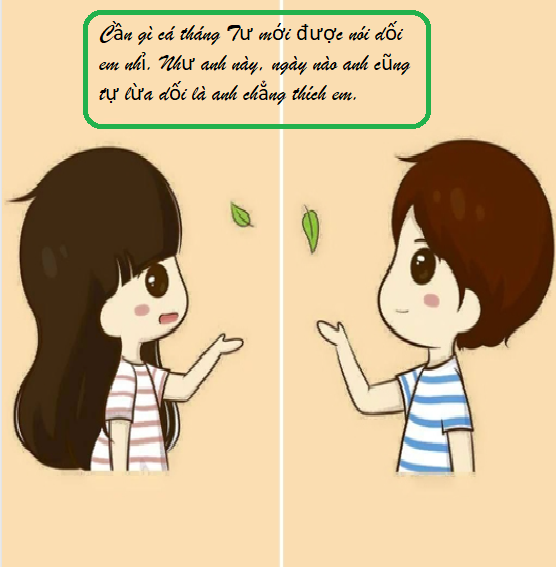 Cần gì cá tháng Tư mới được nói dối
em nhỉ. Như anh này, ngày nào anh cũng
tự lừa dối là anh chẳng thích em.